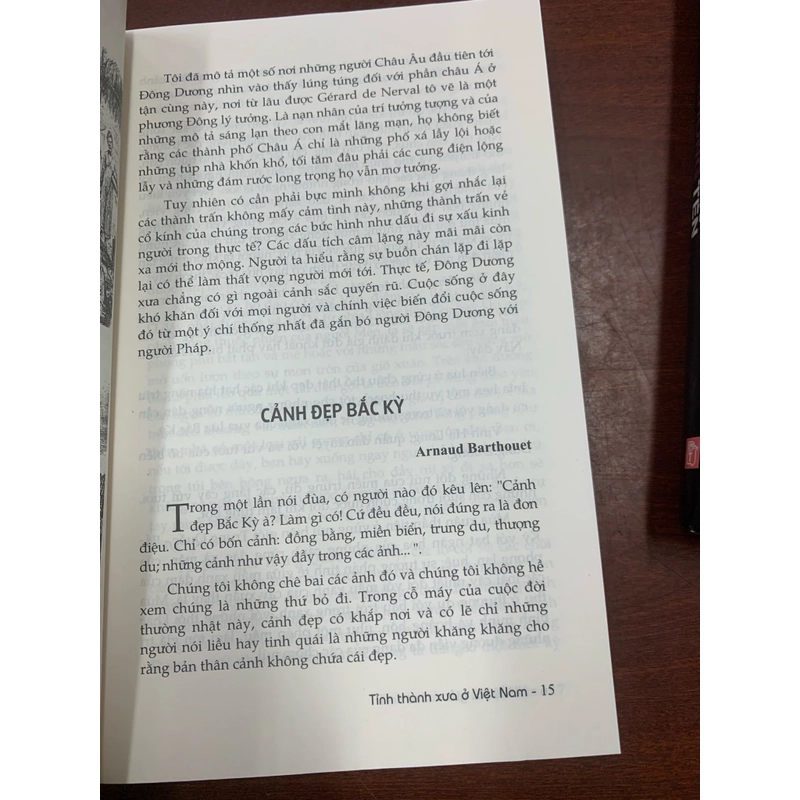 Tôi đã mô tả một số nơi những người Châu Âu đầu tiên tới
Đông Dương nhìn vào thấy lúng túng đối với phần châu Á ở
tận cùng này, nơi từ lâu được Gérard de Nerval tô vẽ là một
phương Đông lý tưởng. Là nạn nhân của trí tưởng tượng và của
những mô tả sáng lạn theo con mắt lãng mạn, họ không biết
rằng các thành phố Châu Á chỉ là những phố xá lầy lội hoặc
những túp nhà khốn khổ, tối tăm đâu phải các cung điện lộng
lẫy và những đám rước long trọng họ vẫn mơ tưởng.
Tuy nhiên có cần phải bực mình không khi gợi nhắc lại
các thành trấn không mấy cảm tình này, những thành trấn vẻ
cổ kính của chúng trong các bức hình như dấu đi sự xấu kinh
người trong thực tế? Các dấu tích câm lặng này mãi mãi còn
xa mới thơ mộng. Người ta hiểu rằng sự buồn chán lặp đi lặp
lại có thể làm thất vọng người mới tới. Thực tế, Đông Dương
xưa chẳng có gì ngoài cảnh sắc quyến rũ. Cuộc sống ở đây
khó khăn đối với mọi người và chính việc biến đổi cuộc sống
đó từ một ý chí thống nhất đã gắn bó người Đông Dương với
người Pháp.
CẢNH ĐẸP BẮC KỲ
Arnaud Barthouet
Trong một lần nói đùa, có người nào đó kêu lên: "Cảnh
đẹp Bắc Kỳ à? Làm gì có! Cứ đều đều, nói đúng ra là đơn
điệu. Chỉ có bốn cảnh: đồng bằng, miền biển, trung du, thượng
du; những cảnh như vậy đầy trong các ảnh... ".
Chúng tôi không chê bai các ảnh đó và chúng tôi không hề
xem chúng là những thứ bỏ đi. Trong cỗ máy của cuộc đời
thường nhật này, cảnh đẹp có khắp nơi và có lẽ chỉ những
người nói liều hay tinh quái là những người khăng khăng cho
rằng bản thân cảnh không chứa cái đẹp.
Tỉnh thành xưa ở Việt Nam - 15